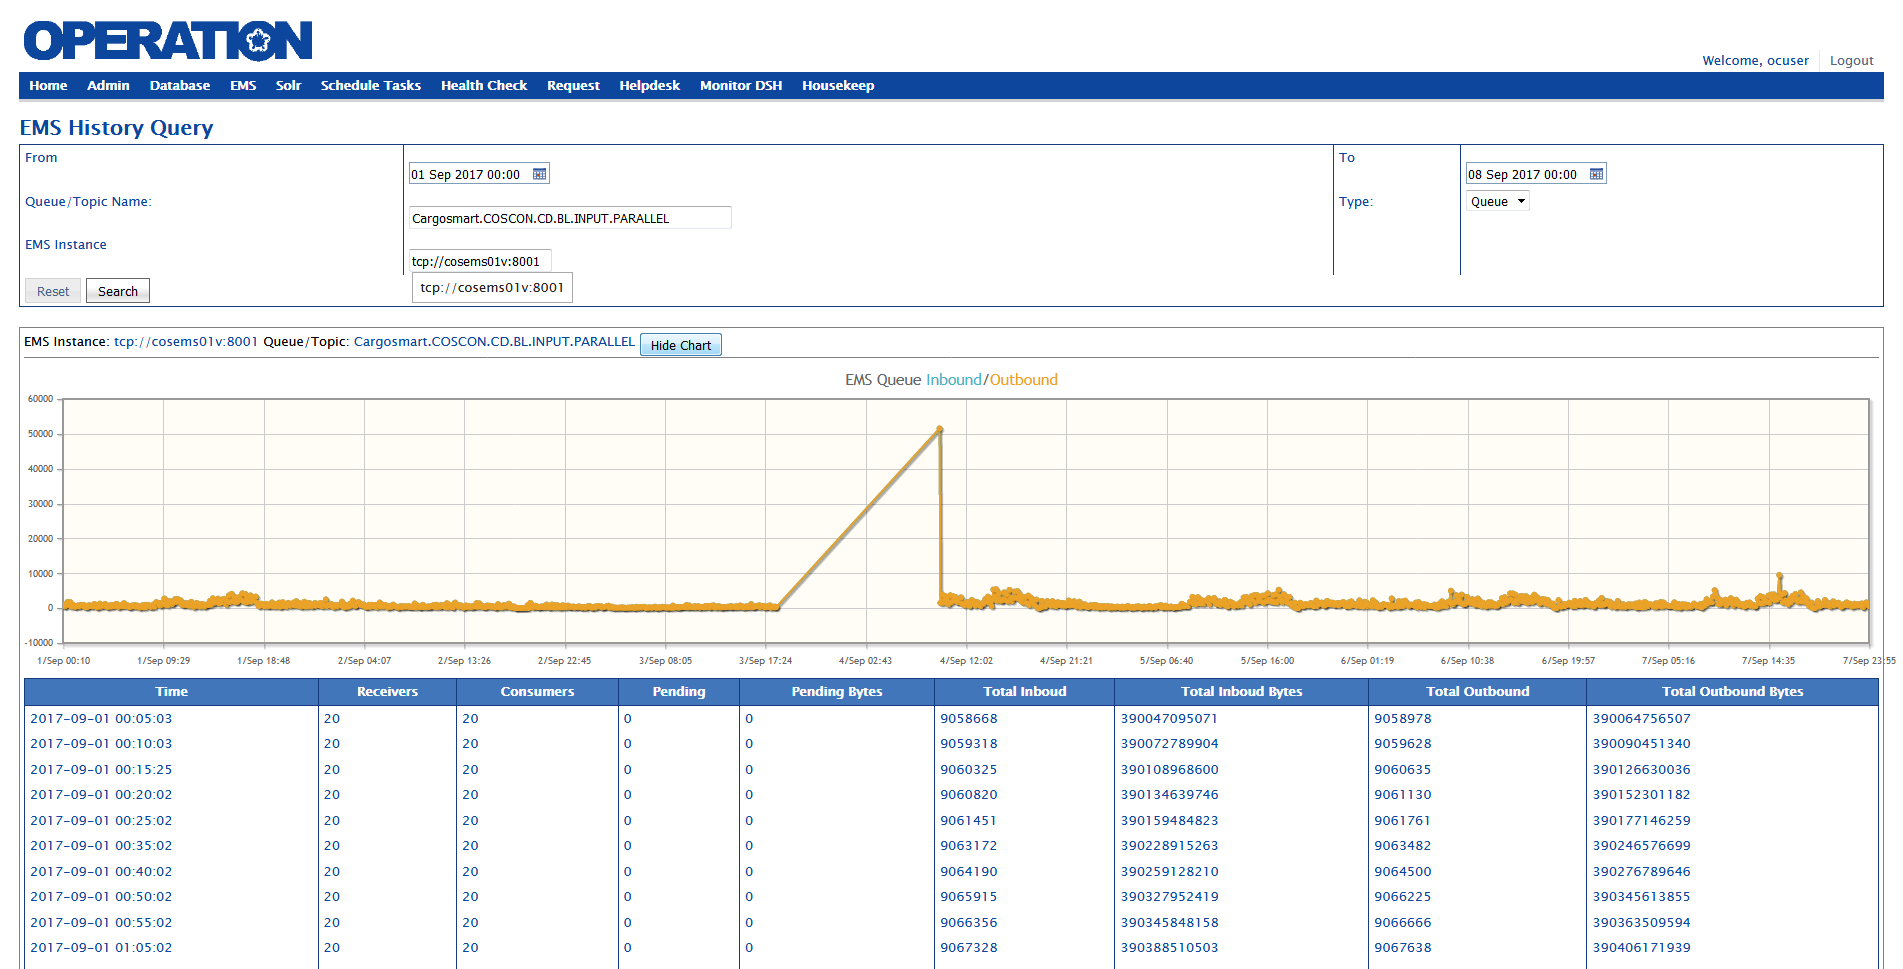 OPERATION
Welcome, ocuser Logout
Home Admin Database EMS Solr Schedule Tasks Health Check Request Helpdesk Monitor DSH Housekeep
EMS History Query
From 01 Sep 2017 00:00 To 08 Sep 2017 00:00
Queue/Topic Name: Cargosmart.COSCON.CD.BL.INPUT.PARALLEL Type: Queue
EMS Instance tcp://cosems01v:8001
Reset Search tcp://cosems01v:8001
EMS Instance: tcp://cosems01v:8001 Queue/Topic: Cargosmart.COSCON.CD.BL.INPUT.PARALLEL Hide Chart
EMS Queue Inbound/Outbound
60000
50000
40000
30000
20000
10000
0
-10000
1/Sep 00:10 1/Sep 09:29 1/Sep 18:48 2/Sep 04:07 2/Sep 13:26 2/Sep 22:45 3/Sep 08:05 3/Sep 17:24 4/Sep 02:43 4/Sep 12:02 4/Sep 21:21 5/Sep 06:40 5/Sep 16:00 6/Sep 01:19 6/Sep 10:38 6/Sep 19:57 7/Sep 05:16 7/Sep 14:35 7/Sep 23:55
Time Receivers Consumers Pending Pending Bytes Total Inboud Total Inboud Bytes Total Outbound Total Outbound Bytes
2017-09-01 00:05:03 20 20 0 0 9058668 390047095071 9058978 390064756507
2017-09-01 00:10:03 20 20 0 0 9059318 390072789904 9059628 390090451340
2017-09-01 00:15:25 20 20 0 0 9060325 390108968600 9060635 390126630036
2017-09-01 00:20:02 20 20 0 0 9060820 390134639746 9061130 390152301182
2017-09-01 00:25:02 20 20 0 0 9061451 390159484823 9061761 390177146259
2017-09-01 00:35:02 20 20 0 0 9063172 390228915263 9063482 390246576699
2017-09-01 00:40:02 20 20 0 0 9064190 390259128210 9064500 390276789646
2017-09-01 00:50:02 20 20 0 0 9065915 390327952419 9066225 390345613855
2017-09-01 00:55:02 20 20 0 0 9066356 390345848158 9066666 390363509594
2017-09-01 01:05:02 20 20 0 0 9067328 390388510503 9067638 390406171939